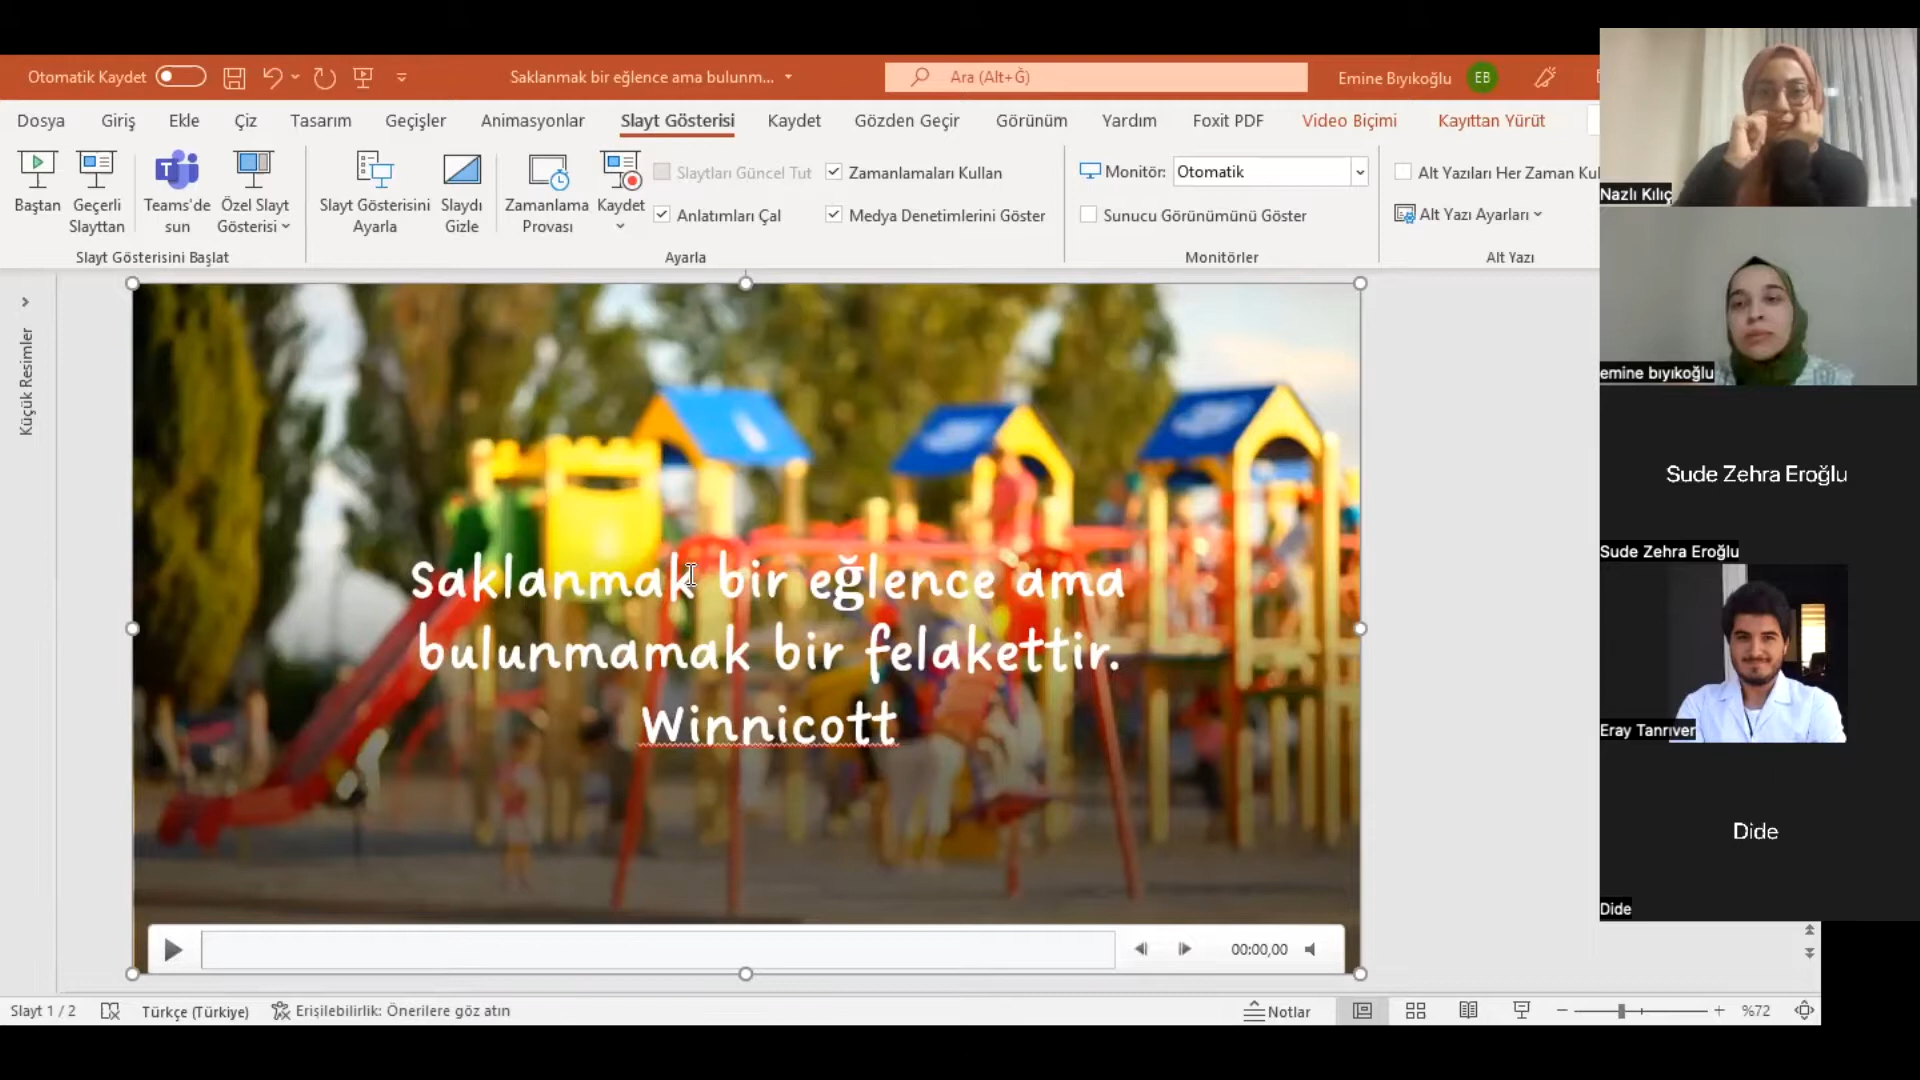 Otomatik Kaydet
Saklanmak bir eğlence ama bulunm...
Ara (Alt+Ğ)
Emine Bıyıkoğlu EB
Dosya Giriş Ekle Çiz Tasarım Geçişler Animasyonlar Slayt Gösterisi Kaydet Gözden Geçir Görünüm Yardım Foxit PDF Video Biçimi Kayıttan Yürüt
Baştan
Geçerli
Slayttan
Teams'de
sun
Özel Slayt
Gösterisi
Slayt Gösterisini Başlat
Slayt Gösterisini
Ayarla
Slaydı
Gizle
Zamanlama
Provası
Kaydet
Slaytları Güncel Tut
Anlatımları Çal
Zamanlamaları Kullan
Medya Denetimlerini Göster
Ayarla
Monitör: Otomatik
Sunucu Görünümünü Göster
Monitörler
Alt Yazıları Her Zaman Kul
Alt Yazı Ayarları
Alt Yazı
Küçük Resimler
Saklanmak bir eğlence ama
bulunmamak bir felakettir.
Winnicott
00:00,00
Slayt 1 / 2
Türkçe (Türkiye)
Erişilebilirlik: Önerilere göz atın
Notlar
%72
Nazlı Kılıç
emine bıyıkoğlu
Sude Zehra Eroğlu
Sude Zehra Eroğlu
Eray Tanrıver
Dide
Dide